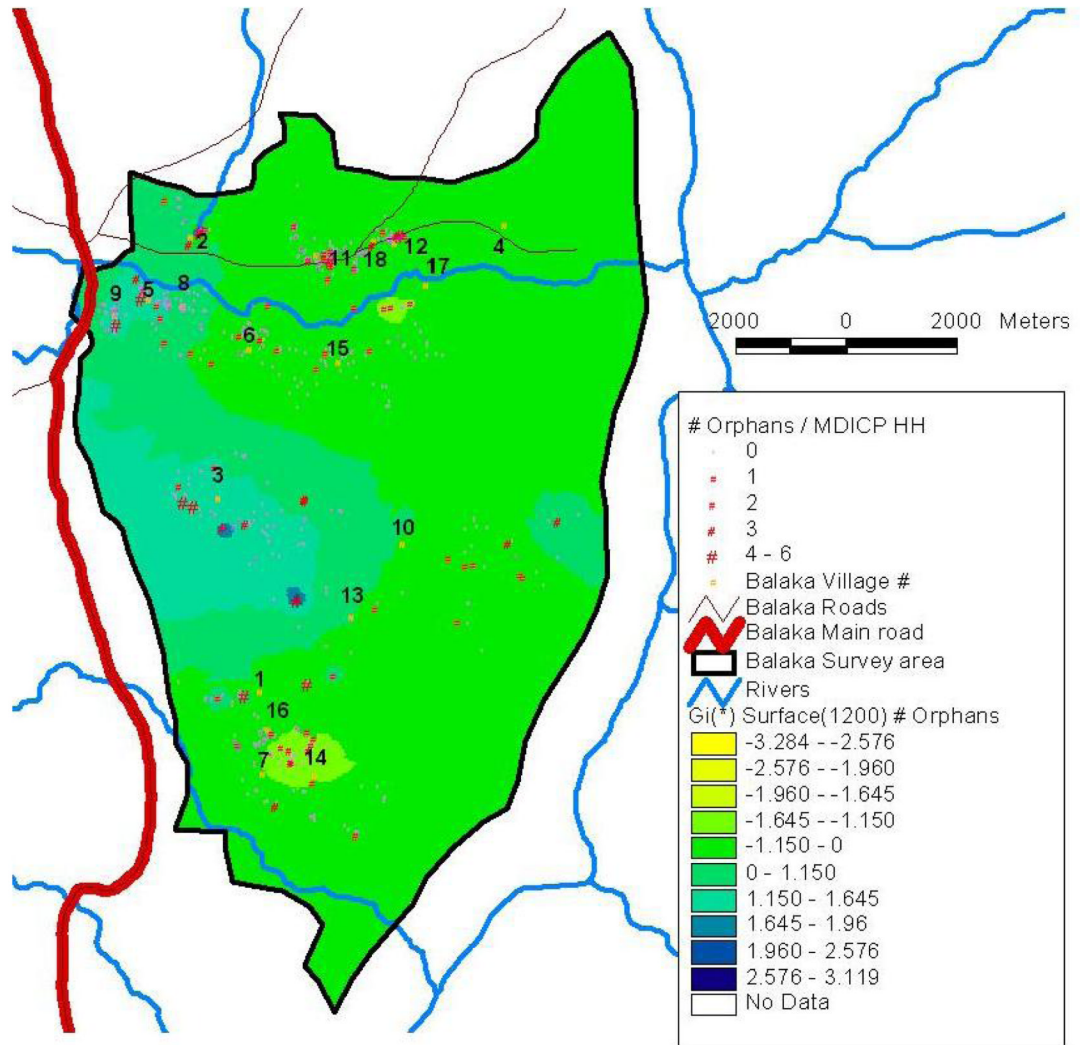 2
11
18
12
4
17
9
5
8
6
15
2000 0 2000 Meters
3
10
13
1
16
7
14
# Orphans / MDICP HH
0
# 1
# 2
# 3
# 4 - 6
Balaka Village #
Balaka Roads
Balaka Main road
Balaka Survey area
Rivers
Gi(*) Surface(1200) # Orphans
-3.284 - -2.576
-2.576 - -1.960
-1.960 - -1.645
-1.645 - -1.150
-1.150 - 0
0 - 1.150
1.150 - 1.645
1.645 - 1.96
1.960 - 2.576
2.576 - 3.119
No Data